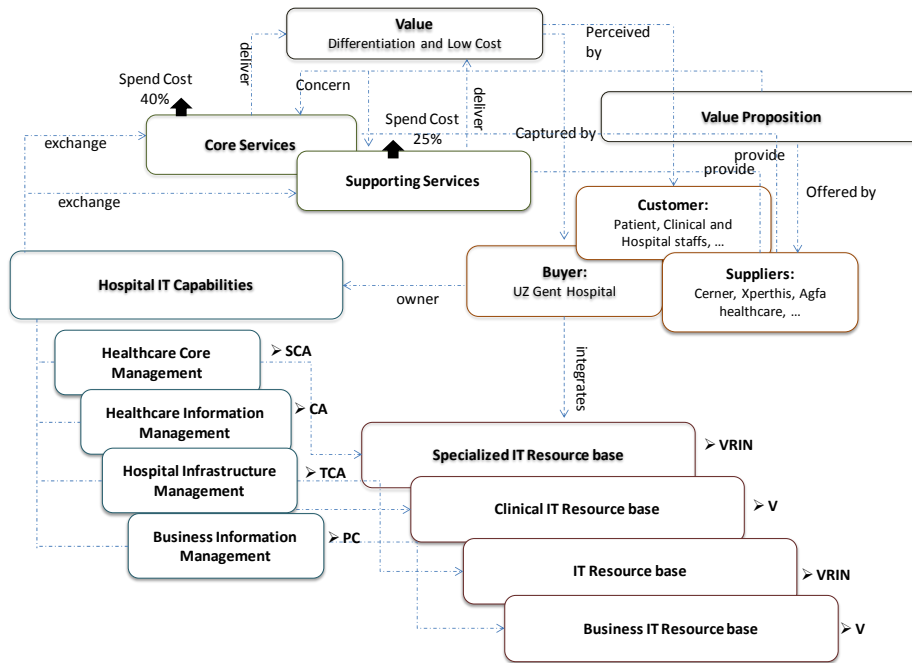 Value
Differentiation and Low Cost
Perceived
by
deliver
Spend Cost
40%
Concern
deliver
Spend Cost
25%
Value Proposition
exchange
Core Services
Captured by
provide
provide
Supporting Services
exchange
Offered by
Customer:
Patient, Clinical and
Hospital staffs, ...
Hospital IT Capabilities
owner
Buyer:
UZ Gent Hospital
Suppliers:
Cerner, Xperthis, Agfa
healthcare, ...
integrates
Healthcare Core
Management
➢ SCA
Healthcare Information
Management
➢ CA
Hospital Infrastructure
Management
➢ TCA
Business Information
Management
➢ PC
Specialized IT Resource base
➢ VRIN
Clinical IT Resource base
➢ V
IT Resource base
➢ VRIN
Business IT Resource base
➢ V